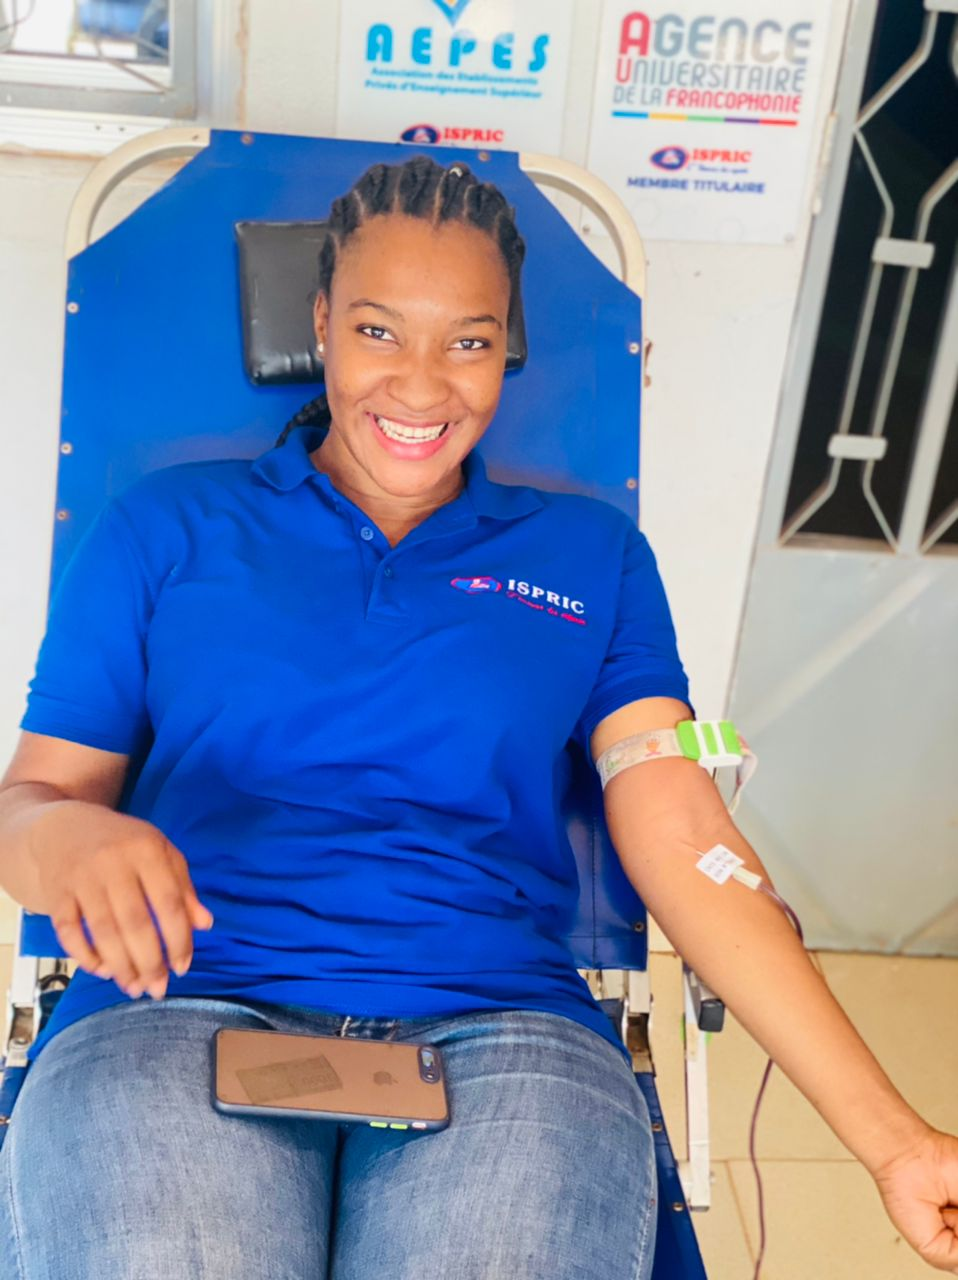 AEPES
Association des Etablissements
Privés d'Enseignement Supérieur
ISPRIC
AGENCE
UNIVERSITAIRE
DE LA FRANCOPHONIE
ISPRIC
MEMBRE TITULAIRE
ISPRIC